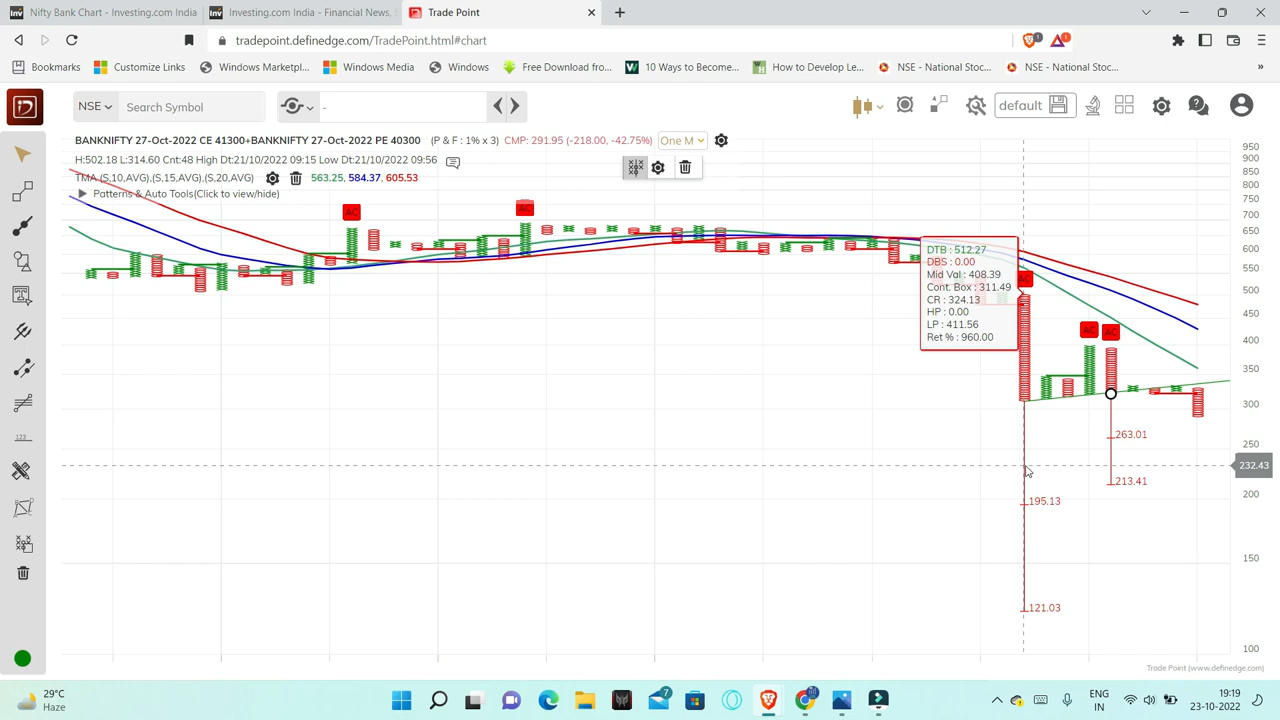 Nifty Bank Chart - Investing.com India
Investing.com India - Financial News,
Trade Point
tradepoint.definedge.com/TradePoint.html#chart
Bookmarks
Customize Links
Windows Marketpl...
Windows Media
Windows
Free Download fro...
10 Ways to Become...
How to Develop Le...
NSE - National Stoc...
NSE - National Stoc...
NSE
Search Symbol
-
default
BANKNIFTY 27-Oct-2022 CE 41300+BANKNIFTY 27-Oct-2022 PE 40300 (P & F : 1% x 3) CMP: 291.95 (-218.00, -42.75%) One M
H:502.18 L:314.60 Cnt:48 High Dt:21/10/2022 09:15 Low Dt:21/10/2022 09:56
TMA (S,10,AVG),(S,15,AVG),(S,20,AVG) 563.25, 584.37, 605.53
Patterns & Auto Tools(Click to view/hide)
AC
AC
AC
AC
AC
DTB : 512.27
DBS : 0.00
Mid Val : 408.39
Cont. Box : 311.49
CR : 324.13
HP : 0.00
LP : 411.56
Ret % : 960.00
263.01
213.41
195.13
121.03
950
900
850
800
750
700
650
600
550
500
450
400
350
300
250
232.43
200
150
100
123
Trade Point (www.definedge.com)
29°C
Haze
7
ENG
IN
19:19
23-10-2022